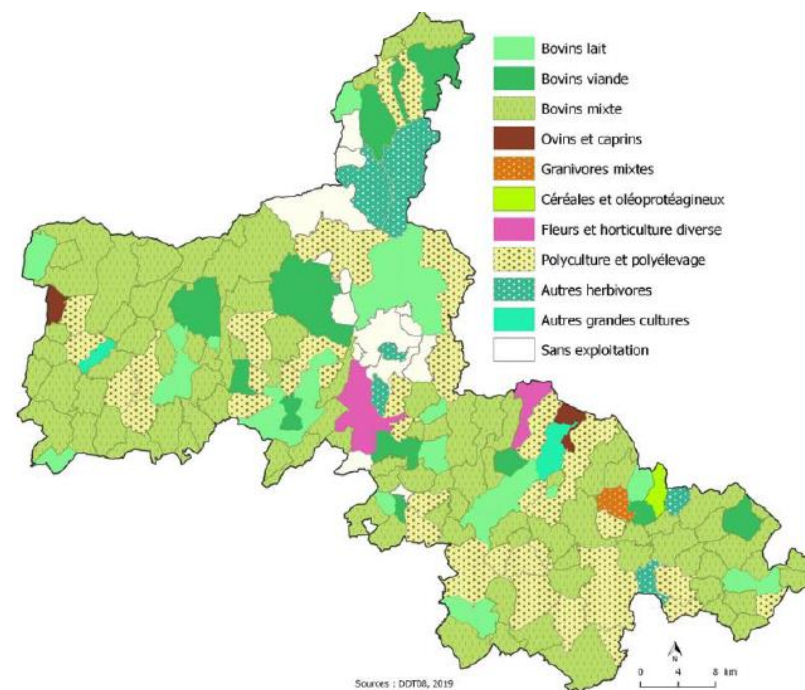 Bovins lait
Bovins viande
Bovins mixte
Ovins et caprins
Granivores mixtes
Céréales et oléoprotéagineux
Fleurs et horticulture diverse
Polyculture et polyélevage
Autres herbivores
Autres grandes cultures
Sans exploitation
N
0 4 8 km
Sources : DDT08, 2019